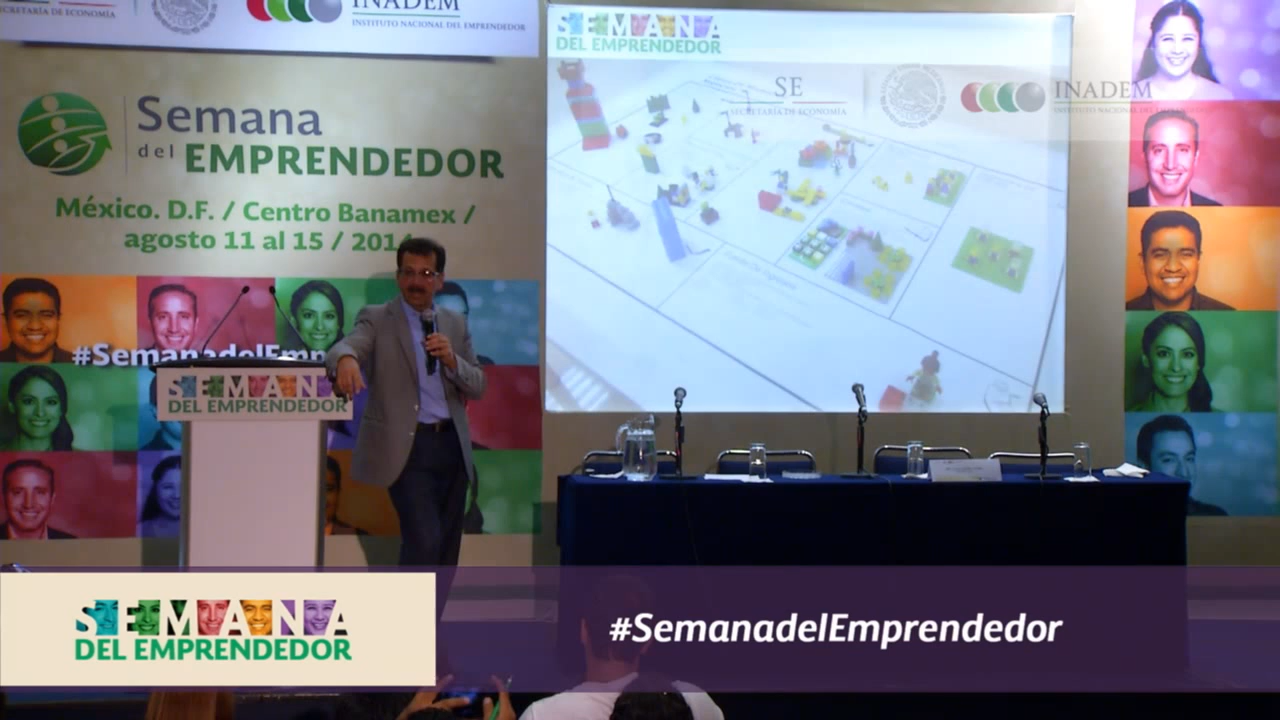 SECRETARÍA DE ECONOMÍA
INADEM
INSTITUTO NACIONAL DEL EMPRENDEDOR
Semana
del EMPRENDEDOR
México. D.F. / Centro Banamex /
agosto 11 al 15 / 2014
#SemanadelEmp
SEMANA
DEL EMPRENDEDOR
SEMANA
DEL EMPRENDEDOR
SE
SECRETARÍA DE ECONOMÍA
INADEM
INSTITUTO NACIONAL DEL EMPRENDEDOR
SEMANA
DEL EMPRENDEDOR
#SemanadelEmprendedor